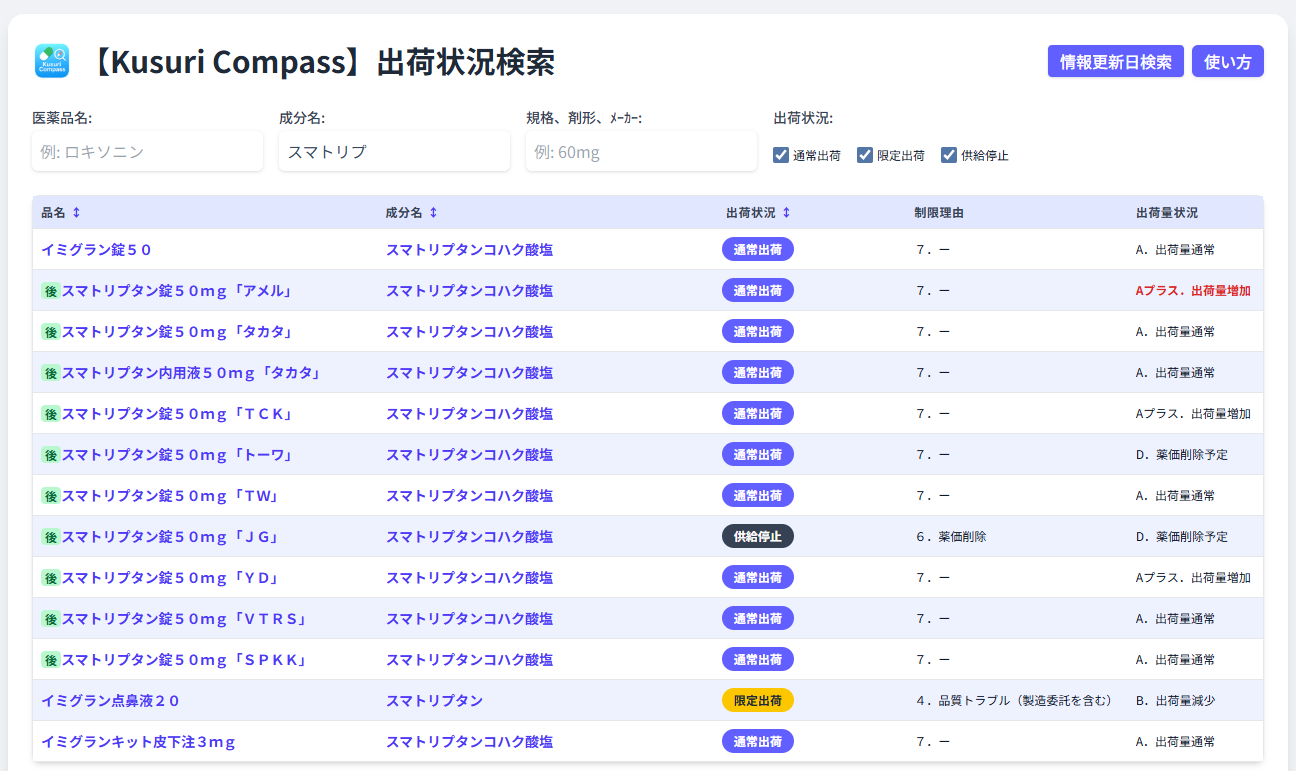 Kusuri
Compass
【Kusuri Compass】出荷状況検索
情報更新日検索 使い方
医薬品名: 成分名: 規格、剤形、ﾒｰｶｰ: 出荷状況:
例: ロキソニン スマトリプ 例: 60mg 通常出荷 限定出荷 供給停止
品名 ↕ 成分名 ↕ 出荷状況 ↕ 制限理由 出荷量状況
イミグラン錠５０ スマトリプタンコハク酸塩 通常出荷 ７．ー A．出荷量通常
後 スマトリプタン錠５０ｍｇ「アメル」 スマトリプタンコハク酸塩 通常出荷 ７．ー Aプラス．出荷量増加
後 スマトリプタン錠５０ｍｇ「タカタ」 スマトリプタンコハク酸塩 通常出荷 ７．ー A．出荷量通常
後 スマトリプタン内用液５０ｍｇ「タカタ」 スマトリプタンコハク酸塩 通常出荷 ７．ー A．出荷量通常
後 スマトリプタン錠５０ｍｇ「ＴＣＫ」 スマトリプタンコハク酸塩 通常出荷 ７．ー Aプラス．出荷量増加
後 スマトリプタン錠５０ｍｇ「トーワ」 スマトリプタンコハク酸塩 通常出荷 ７．ー D．薬価削除予定
後 スマトリプタン錠５０ｍｇ「ＴＷ」 スマトリプタンコハク酸塩 通常出荷 ７．ー A．出荷量通常
後 スマトリプタン錠５０ｍｇ「ＪＧ」 スマトリプタンコハク酸塩 供給停止 ６．薬価削除 D．薬価削除予定
後 スマトリプタン錠５０ｍｇ「ＹＤ」 スマトリプタンコハク酸塩 通常出荷 ７．ー Aプラス．出荷量増加
後 スマトリプタン錠５０ｍｇ「ＶＴＲＳ」 スマトリプタンコハク酸塩 通常出荷 ７．ー A．出荷量通常
後 スマトリプタン錠５０ｍｇ「ＳＰＫＫ」 スマトリプタンコハク酸塩 通常出荷 ７．ー A．出荷量通常
イミグラン点鼻液２０ スマトリプタン 限定出荷 ４．品質トラブル（製造委託を含む） B．出荷量減少
イミグランキット皮下注３ｍｇ スマトリプタンコハク酸塩 通常出荷 ７．ー A．出荷量通常